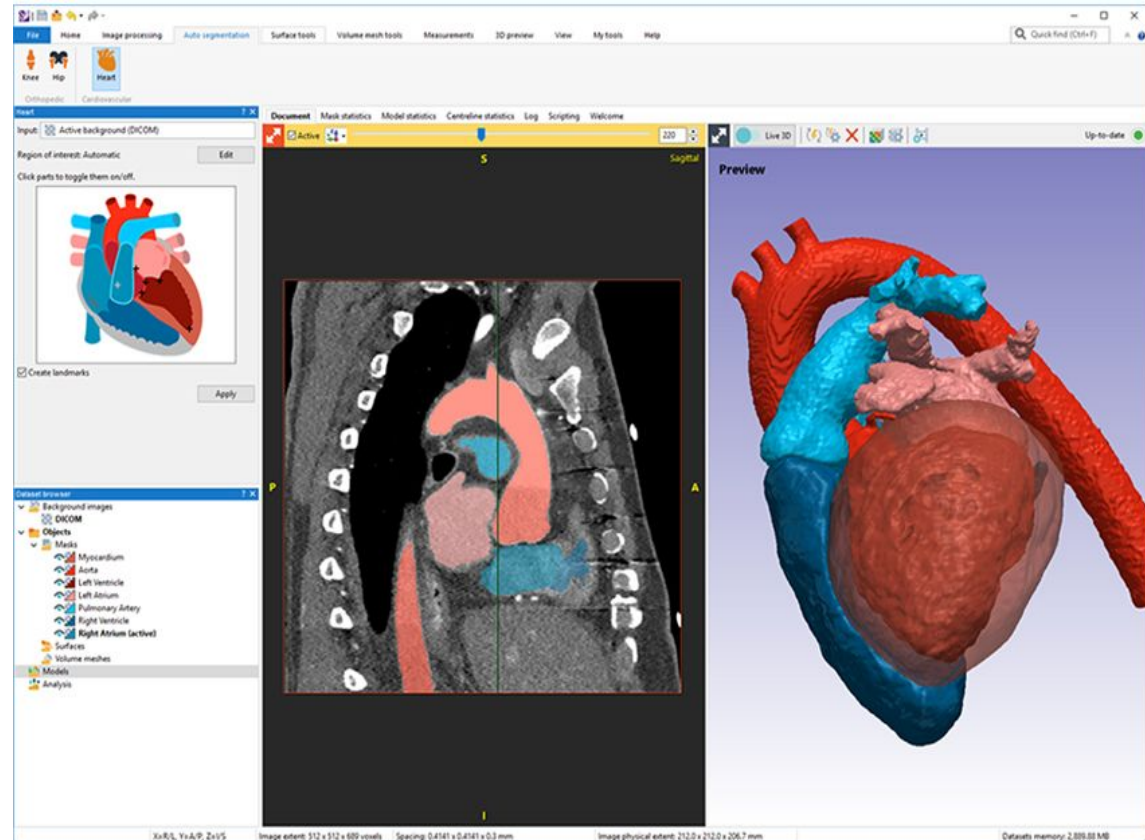 File Home Image processing Auto segmentation Surface tools Volume mesh tools Measurements 3D preview View My tools Help Quick find (Ctrl+F)
Knee Hip Heart
Orthopedic Cardiovascular
Heart ? X
Input: Active background (DICOM)
Region of interest: Automatic Edit
Click parts to toggle them on/off.
Create landmarks
Apply
Dataset browser ? X
Background images
DICOM
Objects
Masks
Myocardium
Aorta
Left Ventricle
Left Atrium
Pulmonary Artery
Right Ventricle
Right Atrium (active)
Surfaces
Volume meshes
Models
Analysis
Document Mask statistics Model statistics Centreline statistics Log Scripting Welcome
Active 220
S Sagittal
P A
I
Live 3D Up-to-date
Preview
X=R/L, Y=A/P, Z=I/S Image extent: 512 x 512 x 689 voxels Spacing: 0.4141 x 0.4141 x 0.3 mm Image physical extent: 212.0 x 212.0 x 206.7 mm Datasets memory: 2,889.88 MB